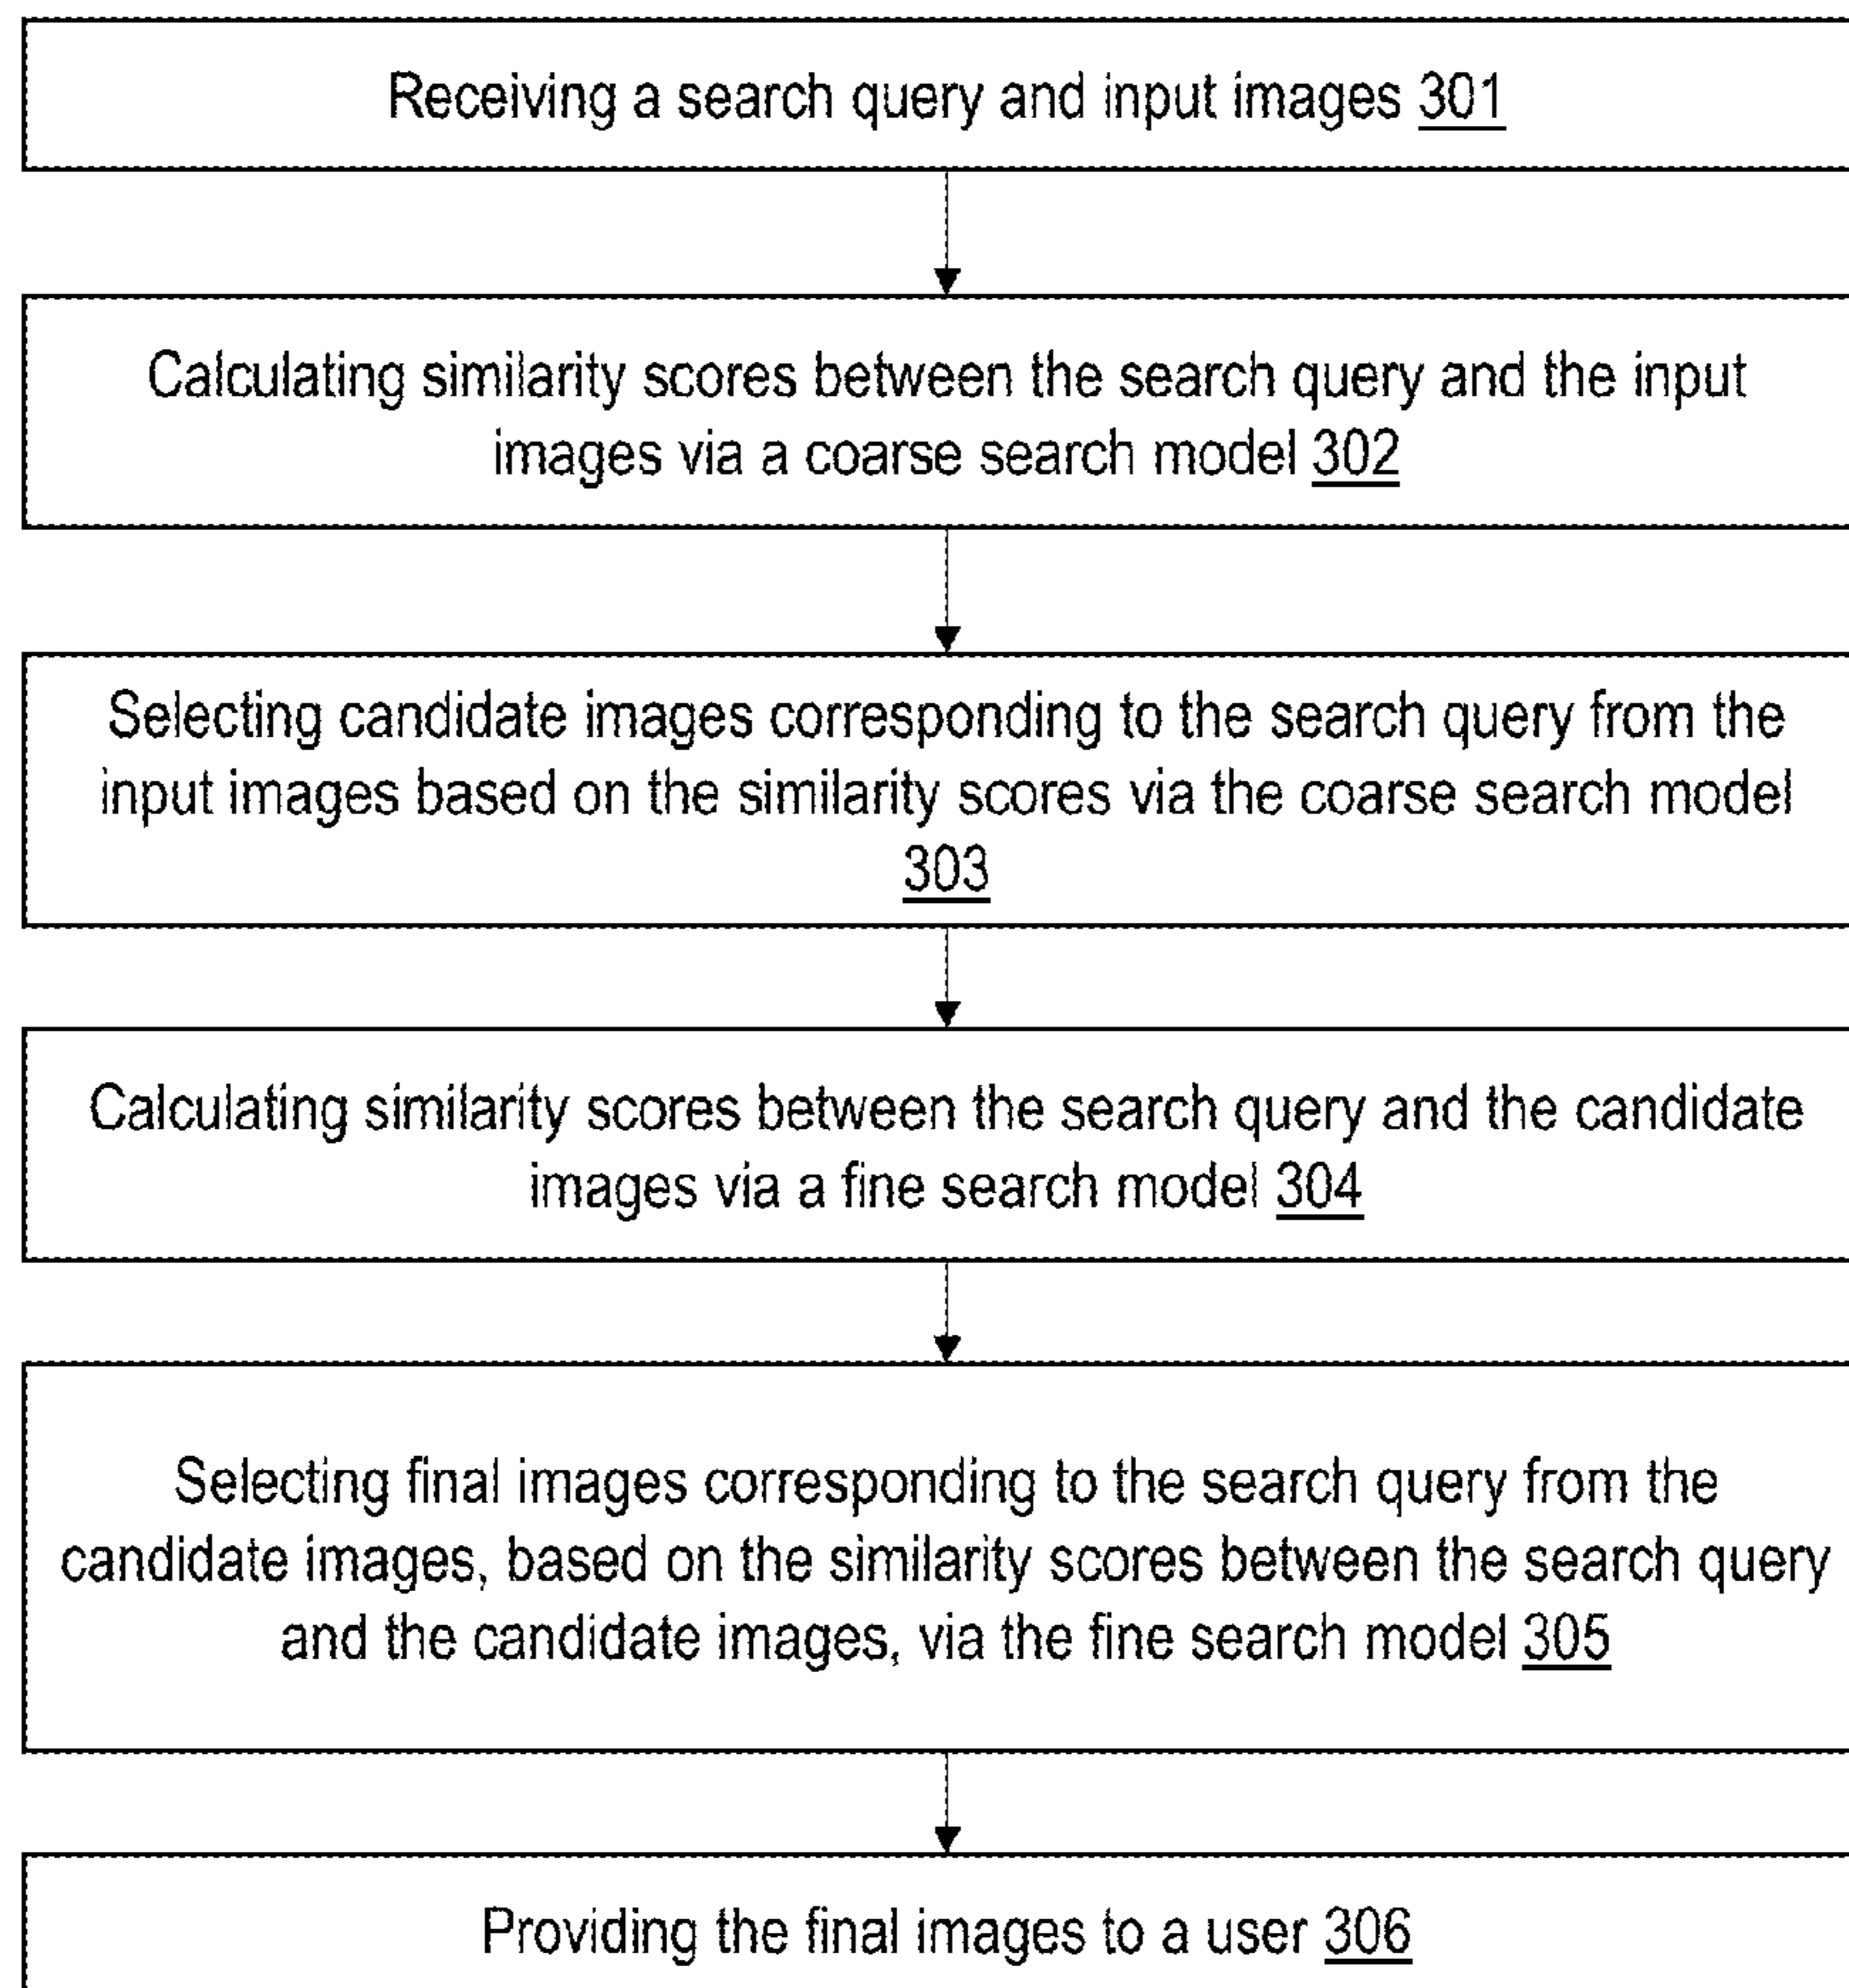 Receiving a search query and input images 301
Calculating similarity scores between the search query and the input
images via a coarse search model 302
Selecting candidate images corresponding to the search query from the
input images based on the similarity scores via the coarse search model
303
Calculating similarity scores between the search query and the candidate
images via a fine search model 304
Selecting final images corresponding to the search query from the
candidate images, based on the similarity scores between the search query
and the candidate images, via the fine search model 305
Providing the final images to a user 306